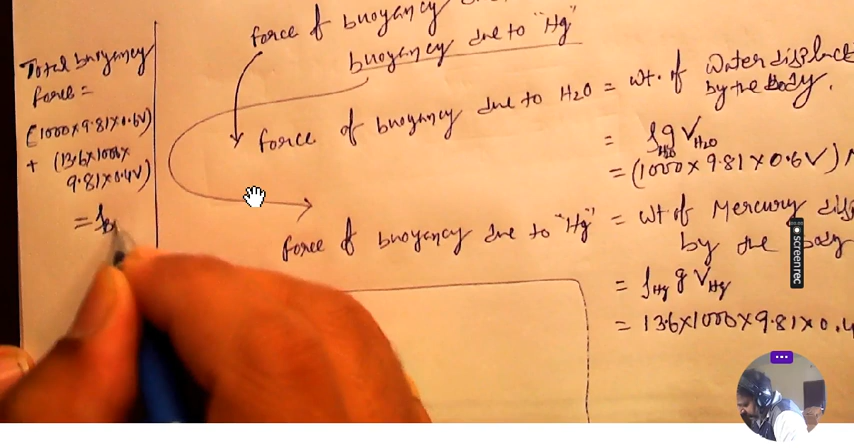 Total buoyancy
force =
(1000 x 9.81 x 0.6V)
+ (13.6 x 1000 x
9.81 x 0.4V)
= ρ
force of buoyancy
buoyancy due to "Hg"
force of buoyancy due to H2O = wt. of Water displac
by the Body.
= ρH2O g VH2O
= (1000 x 9.81 x 0.6V)
force of buoyancy due to "Hg" = wt of Mercury dis
by the body
= ρHg g VHg
= 13.6 x 1000 x 9.81 x 0.4
screenrec